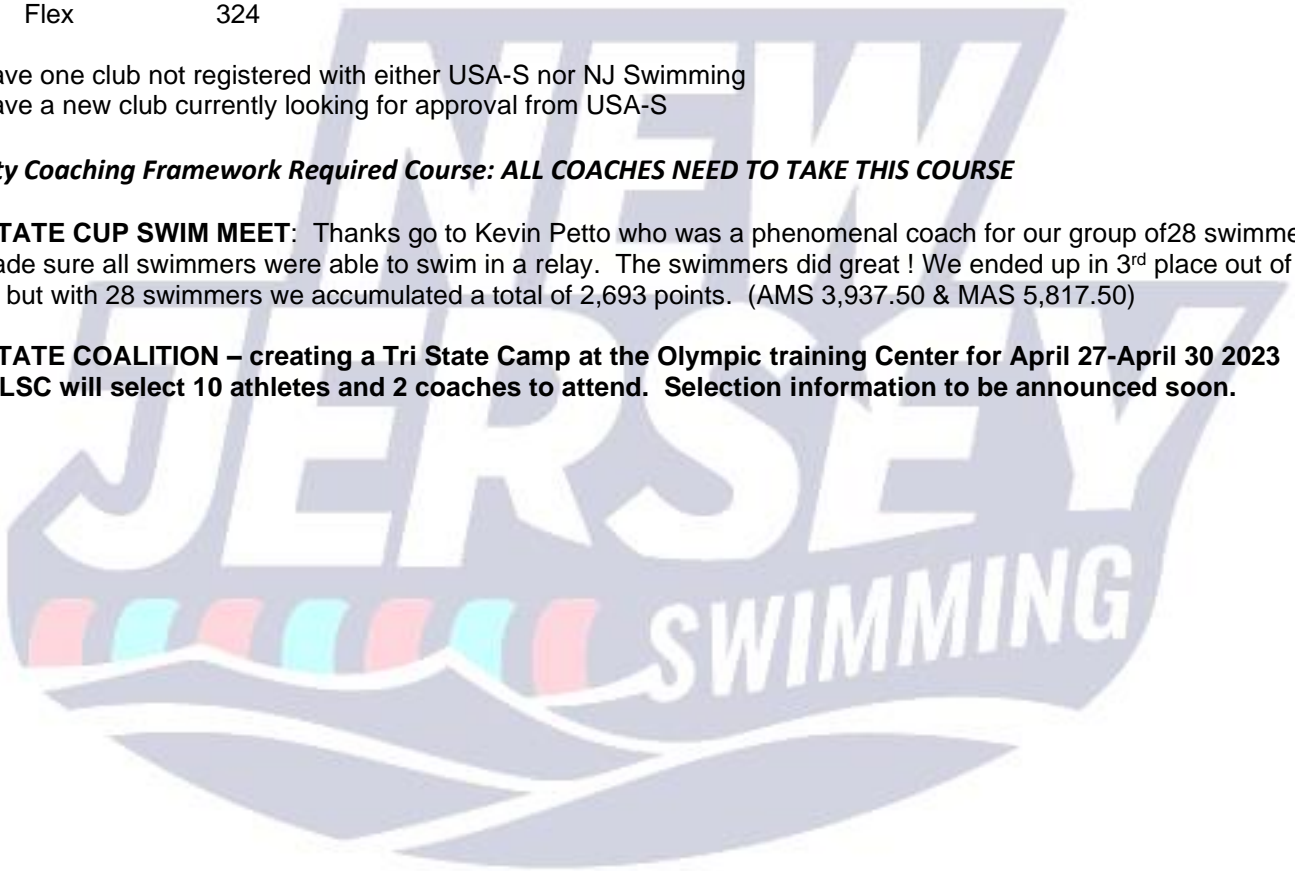 Flex 324
ave one club not registered with either USA-S nor NJ Swimming
ave a new club currently looking for approval from USA-S
ty Coaching Framework Required Course: ALL COACHES NEED TO TAKE THIS COURSE
TATE CUP SWIM MEET: Thanks go to Kevin Petto who was a phenomenal coach for our group of28 swimme
ade sure all swimmers were able to swim in a relay. The swimmers did great ! We ended up in 3rd place out of
but with 28 swimmers we accumulated a total of 2,693 points. (AMS 3,937.50 & MAS 5,817.50)
TATE COALITION – creating a Tri State Camp at the Olympic training Center for April 27-April 30 2023
LSC will select 10 athletes and 2 coaches to attend. Selection information to be announced soon.
NEW
JERSEY
SWIMMING